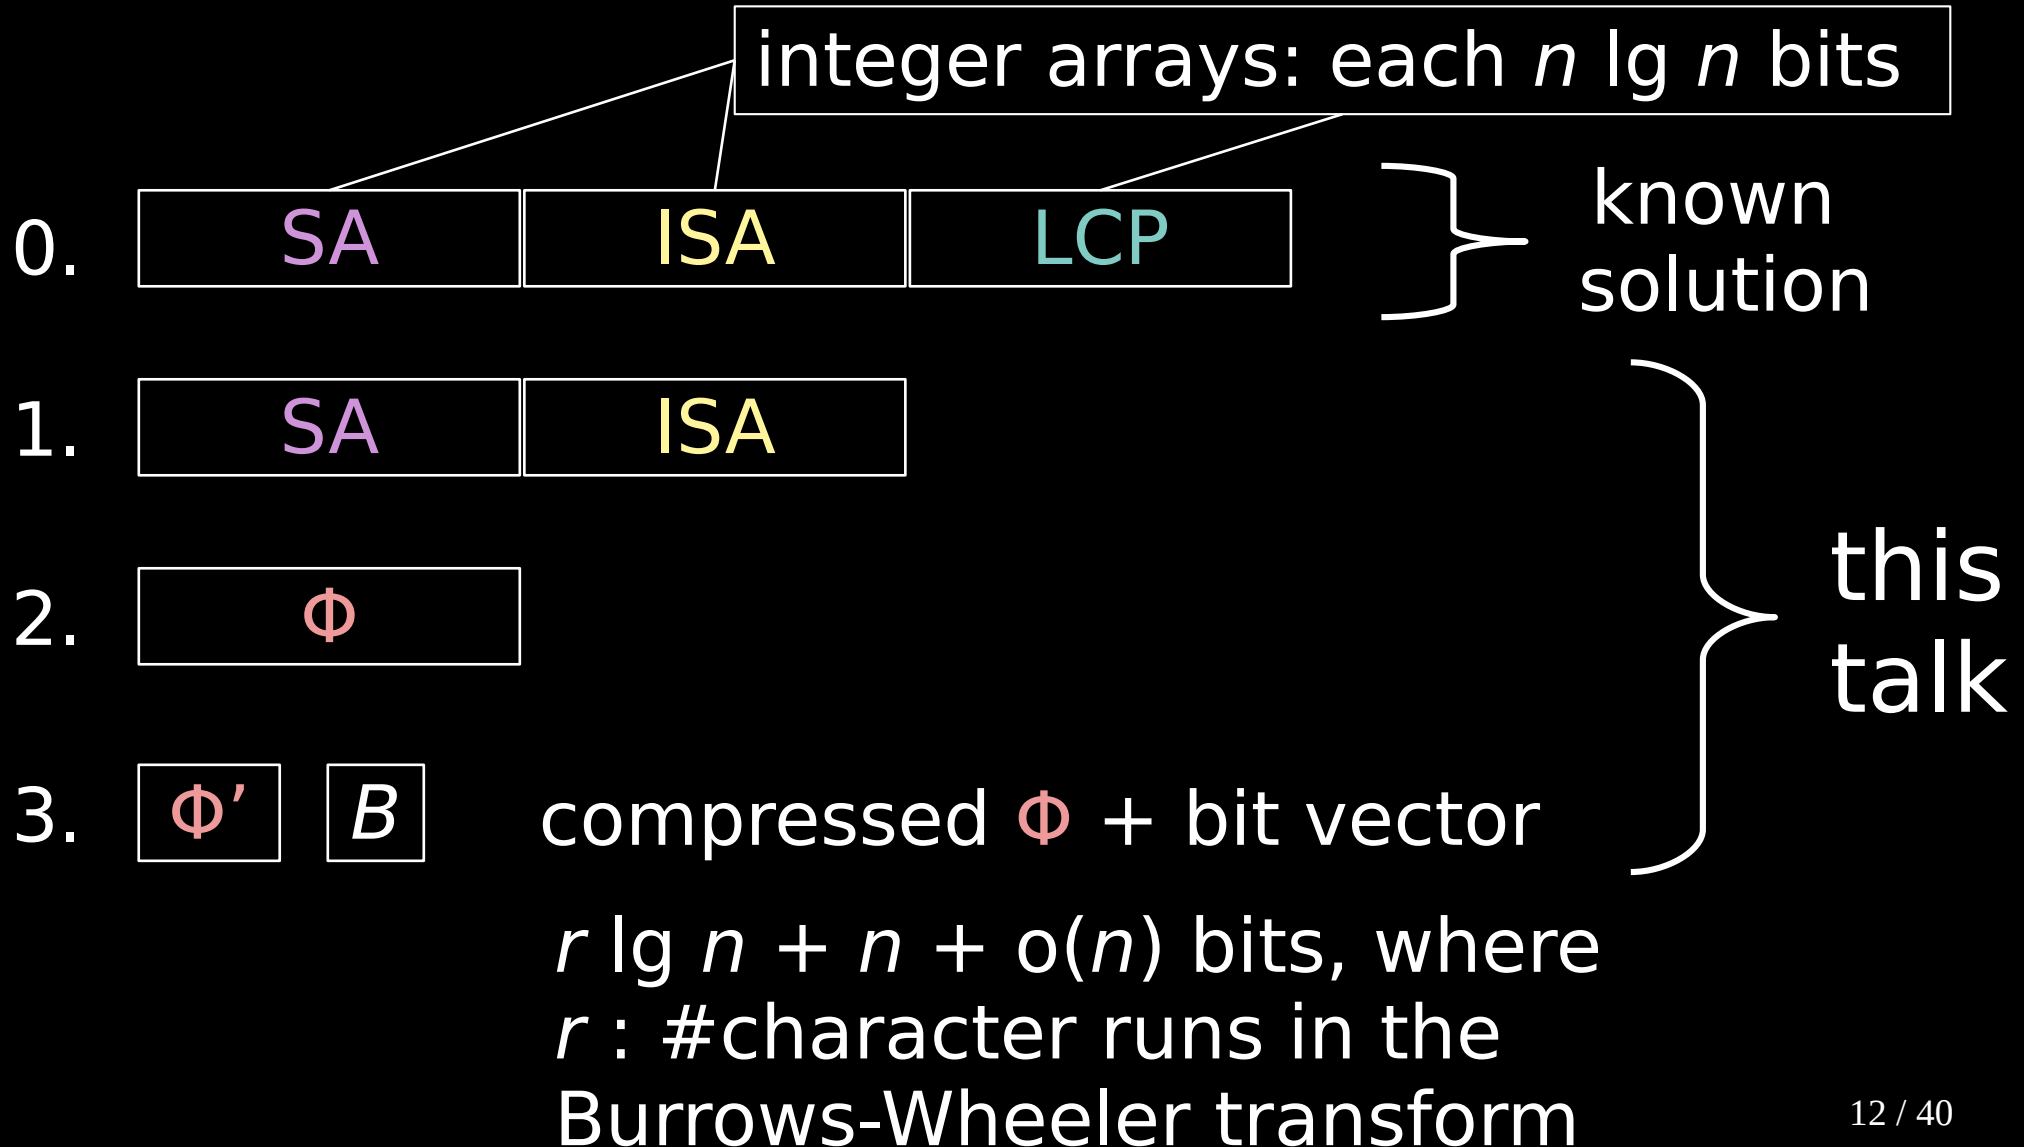 integer arrays: each n lg n bits
0. SA ISA LCP
known
solution
1. SA ISA
2. Φ
this
talk
3. Φ’ B compressed Φ + bit vector
r lg n + n + o(n) bits, where
r : #character runs in the
Burrows-Wheeler transform
12 / 40